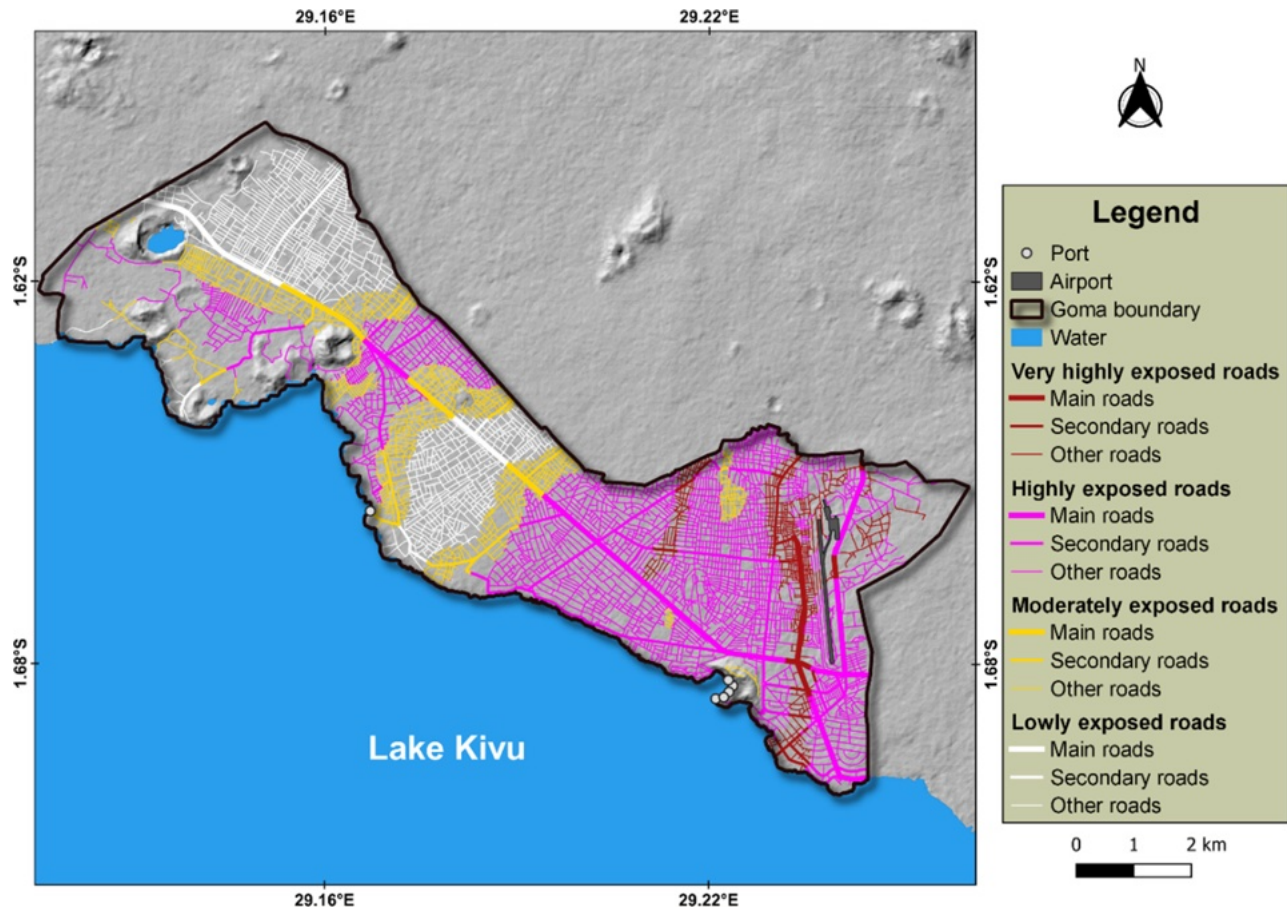 29.16°E
29.22°E
N
1.62°S
1.62°S
1.68°S
1.68°S
Lake Kivu
29.16°E
29.22°E
Legend
Port
Airport
Goma boundary
Water
Very highly exposed roads
Main roads
Secondary roads
Other roads
Highly exposed roads
Main roads
Secondary roads
Other roads
Moderately exposed roads
Main roads
Secondary roads
Other roads
Lowly exposed roads
Main roads
Secondary roads
Other roads
0 1 2 km